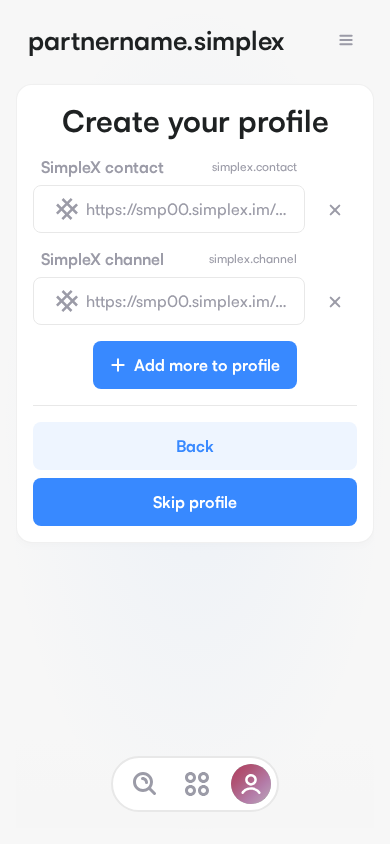 partnername.simplex
Create your profile
SimpleX contact simplex.contact
https://smp00.simplex.im/...
SimpleX channel simplex.channel
https://smp00.simplex.im/...
Add more to profile
Back
Skip profile